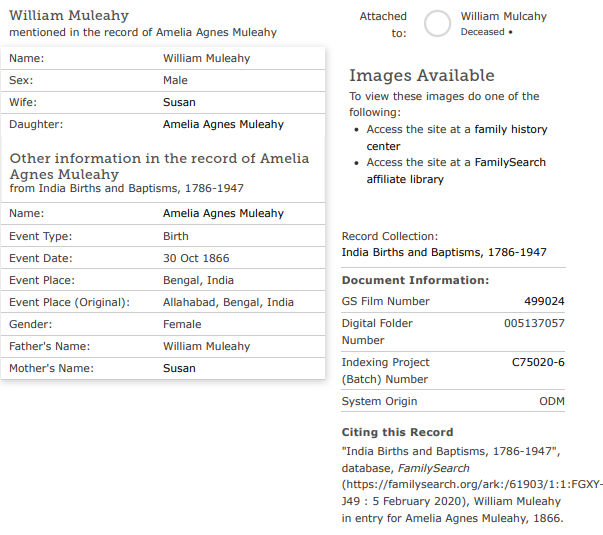 William Muleahy
mentioned in the record of Amelia Agnes Muleahy
Name: William Muleahy
Sex: Male
Wife: Susan
Daughter: Amelia Agnes Muleahy
Other information in the record of Amelia
Agnes Muleahy
from India Births and Baptisms, 1786-1947
Name: Amelia Agnes Muleahy
Event Type: Birth
Event Date: 30 Oct 1866
Event Place: Bengal, India
Event Place (Original): Allahabad, Bengal, India
Gender: Female
Father's Name: William Muleahy
Mother's Name: Susan
Attached
to:
William Mulcahy
Deceased •
Images Available
To view these images do one of the
following:
• Access the site at a family history
center
• Access the site at a FamilySearch
affiliate library
Record Collection:
India Births and Baptisms, 1786-1947
Document Information:
GS Film Number 499024
Digital Folder 005137057
Number
Indexing Project C75020-6
(Batch) Number
System Origin ODM
Citing this Record
"India Births and Baptisms, 1786-1947",
database, FamilySearch
(https://familysearch.org/ark:/61903/1:1:FGXY-
J49 : 5 February 2020), William Muleahy
in entry for Amelia Agnes Muleahy, 1866.